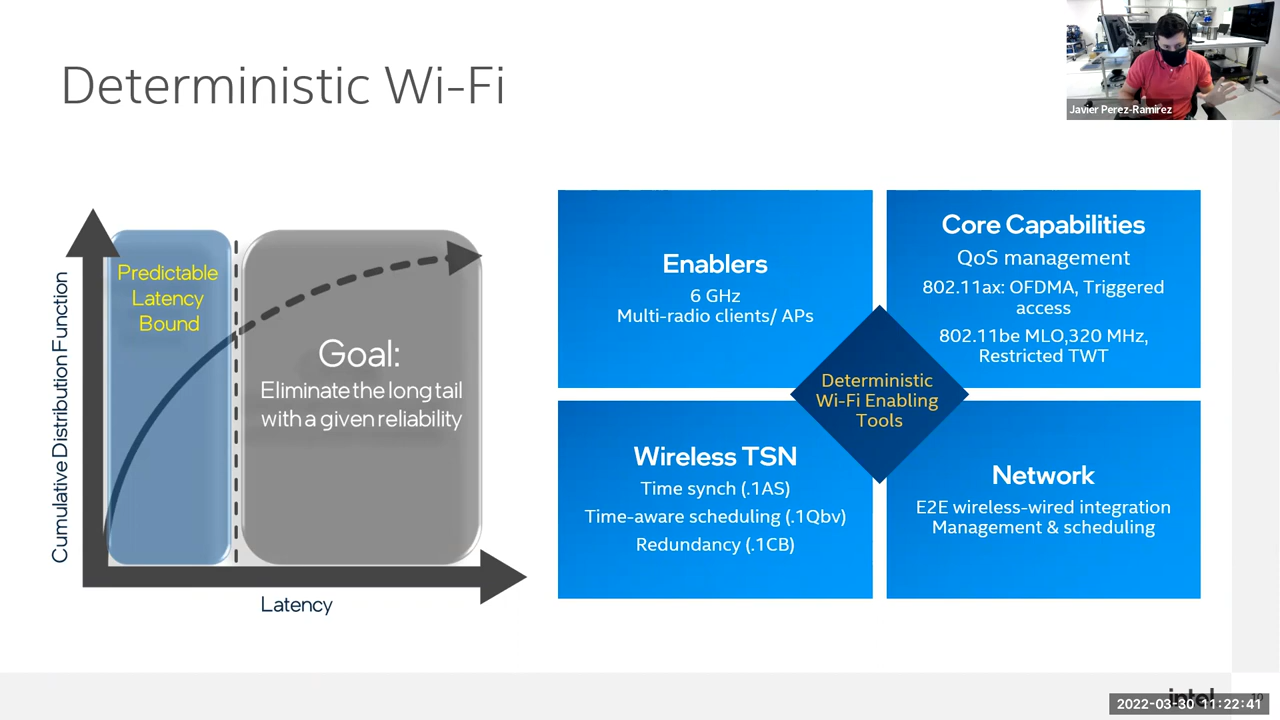 Deterministic Wi-Fi
Javier Perez-Ramirez
Cumulative Distribution Function
Predictable
Latency
Bound
Goal:
Eliminate the long tail
with a given reliability
Latency
Enablers
6 GHz
Multi-radio clients/ APs
Core Capabilities
QoS management
802.11ax: OFDMA, Triggered
access
802.11be MLO,320 MHz,
Restricted TWT
Deterministic
Wi-Fi Enabling
Tools
Wireless TSN
Time synch (.1AS)
Time-aware scheduling (.1Qbv)
Redundancy (.1CB)
Network
E2E wireless-wired integration
Management & scheduling
intel
2022-03-30 11:22:41